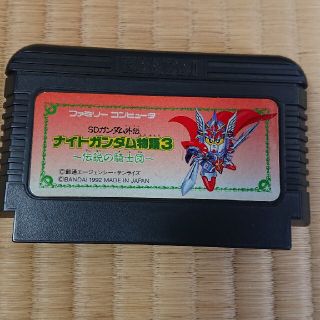 ファミリーコンピュータ
SDガンダム外伝
ナイトガンダム物語3
〜伝説の騎士団〜
©創通エージェンシー・サンライズ
©BANDAI 1992 MADE IN JAPAN